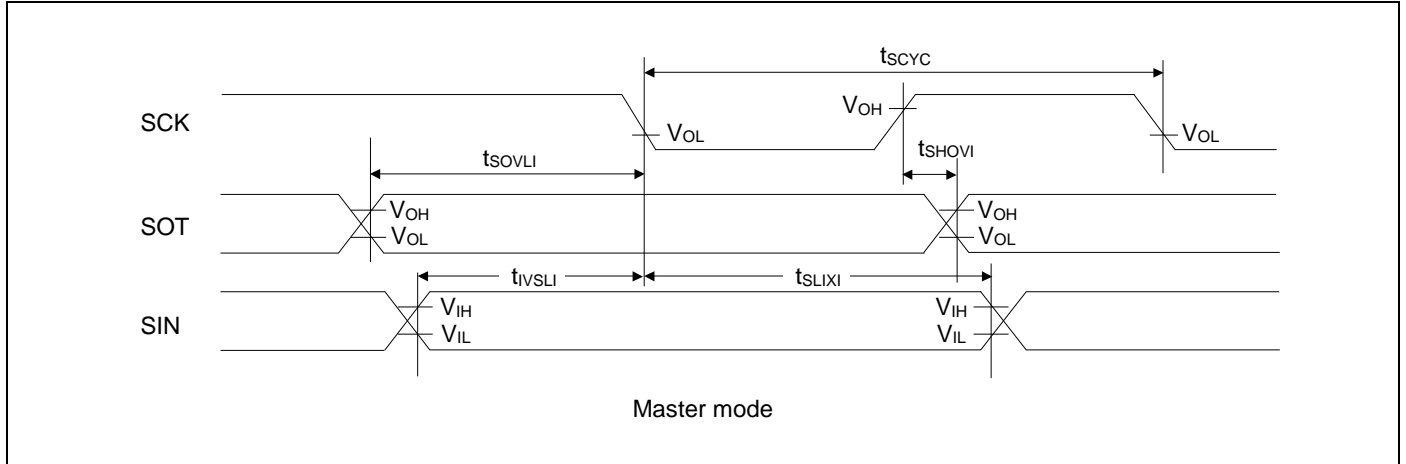 tSCYC
SCK
VOH
VOL
VOL
tSOVLI
tSHOVI
SOT
VOH
VOL
VOH
VOL
tIVSLI
tSLIXI
SIN
VIH
VIL
VIH
VIL
Master mode